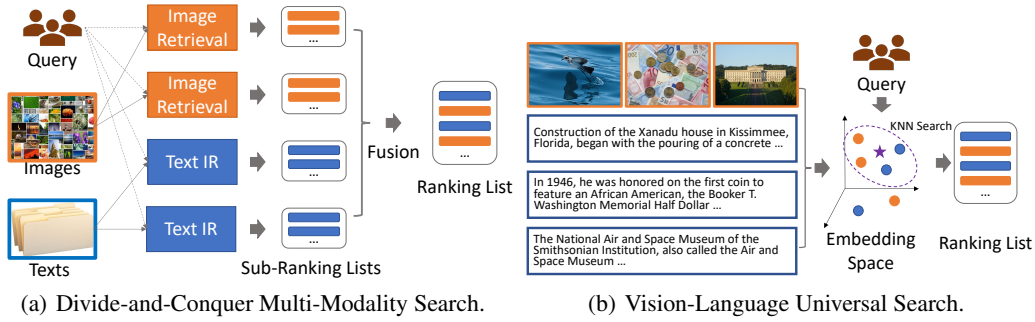 Query
Images
Texts
Image
Retrieval
Image
Retrieval
Text IR
Text IR
...
...
...
...
Sub-Ranking Lists
Fusion
...
Ranking List
(a) Divide-and-Conquer Multi-Modality Search.
Construction of the Xanadu house in Kissimmee,
Florida, began with the pouring of a concrete ...
In 1946, he was honored on the first coin to
feature an African American, the Booker T.
Washington Memorial Half Dollar ...
The National Air and Space Museum of the
Smithsonian Institution, also called the Air and
Space Museum ...
Query
KNN Search
Embedding
Space
...
Ranking List
(b) Vision-Language Universal Search.